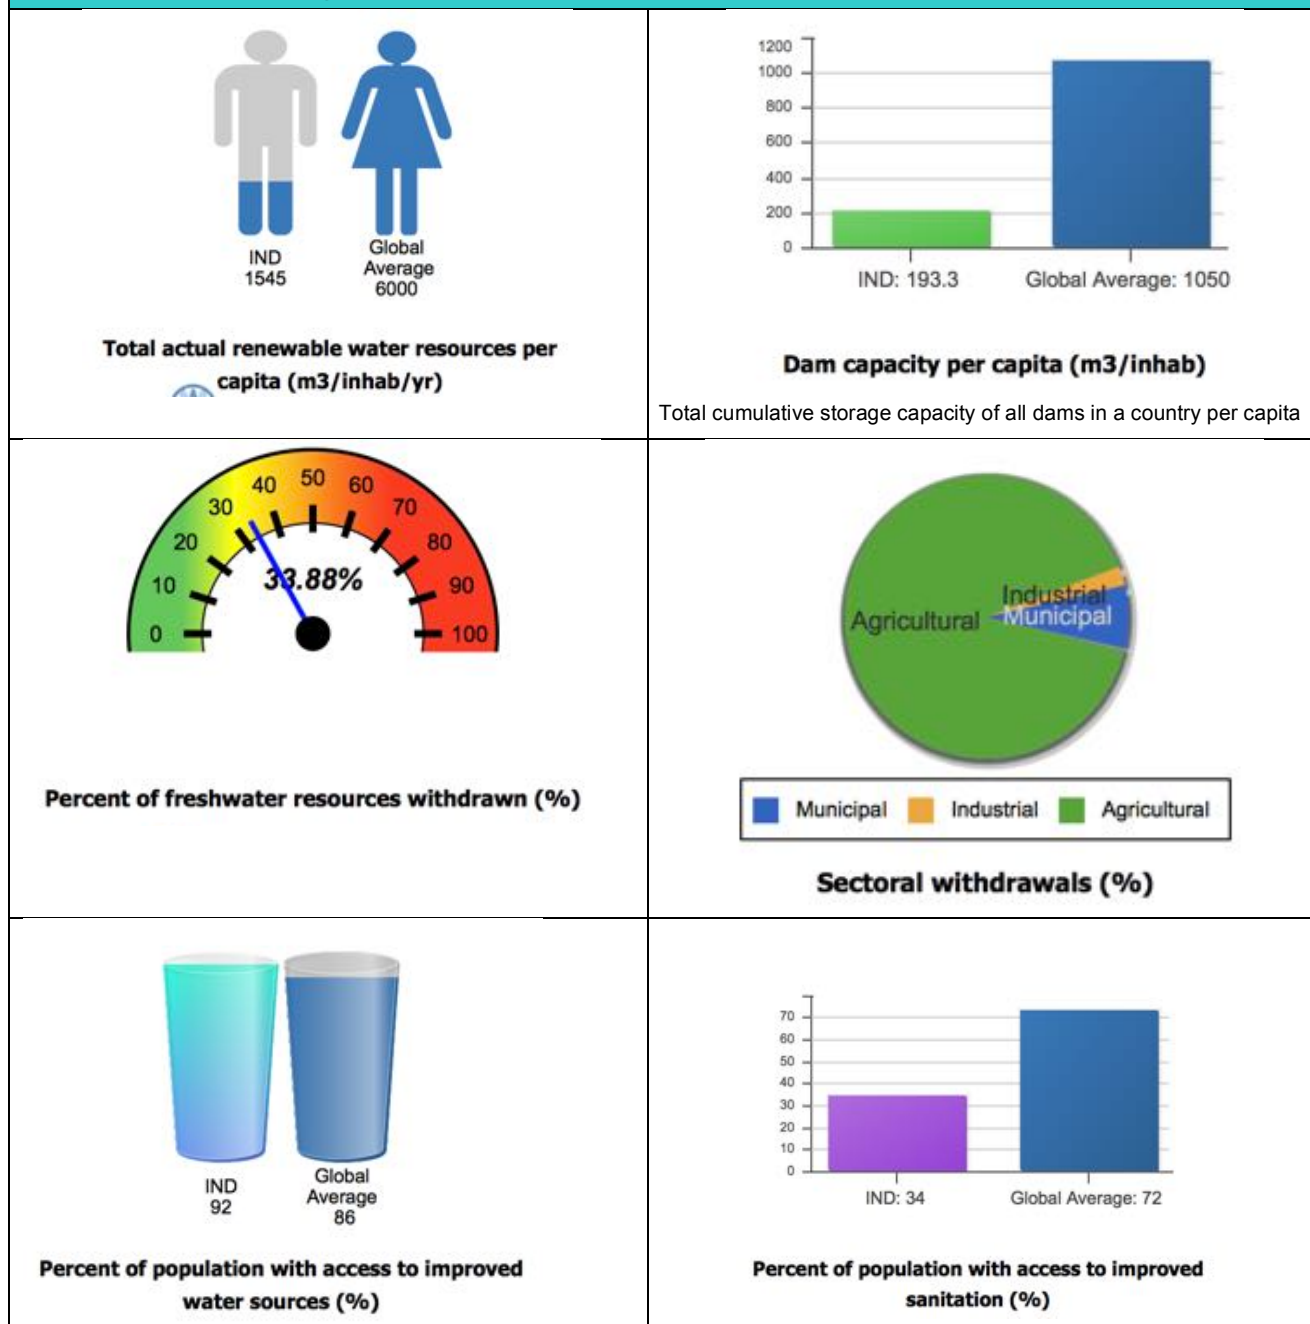 IND
1545
Global
Average
6000
Total actual renewable water resources per
capita (m3/inhab/yr)
1200
1000
800
600
400
200
0
IND: 193.3
Global Average: 1050
Dam capacity per capita (m3/inhab)
Total cumulative storage capacity of all dams in a country per capita
0
10
20
30
40
50
60
70
80
90
100
33.88%
Percent of freshwater resources withdrawn (%)
Agricultural
Industrial
Municipal
Municipal Industrial Agricultural
Sectoral withdrawals (%)
IND
92
Global
Average
86
Percent of population with access to improved
water sources (%)
70
60
50
40
30
20
10
0
IND: 34
Global Average: 72
Percent of population with access to improved
sanitation (%)